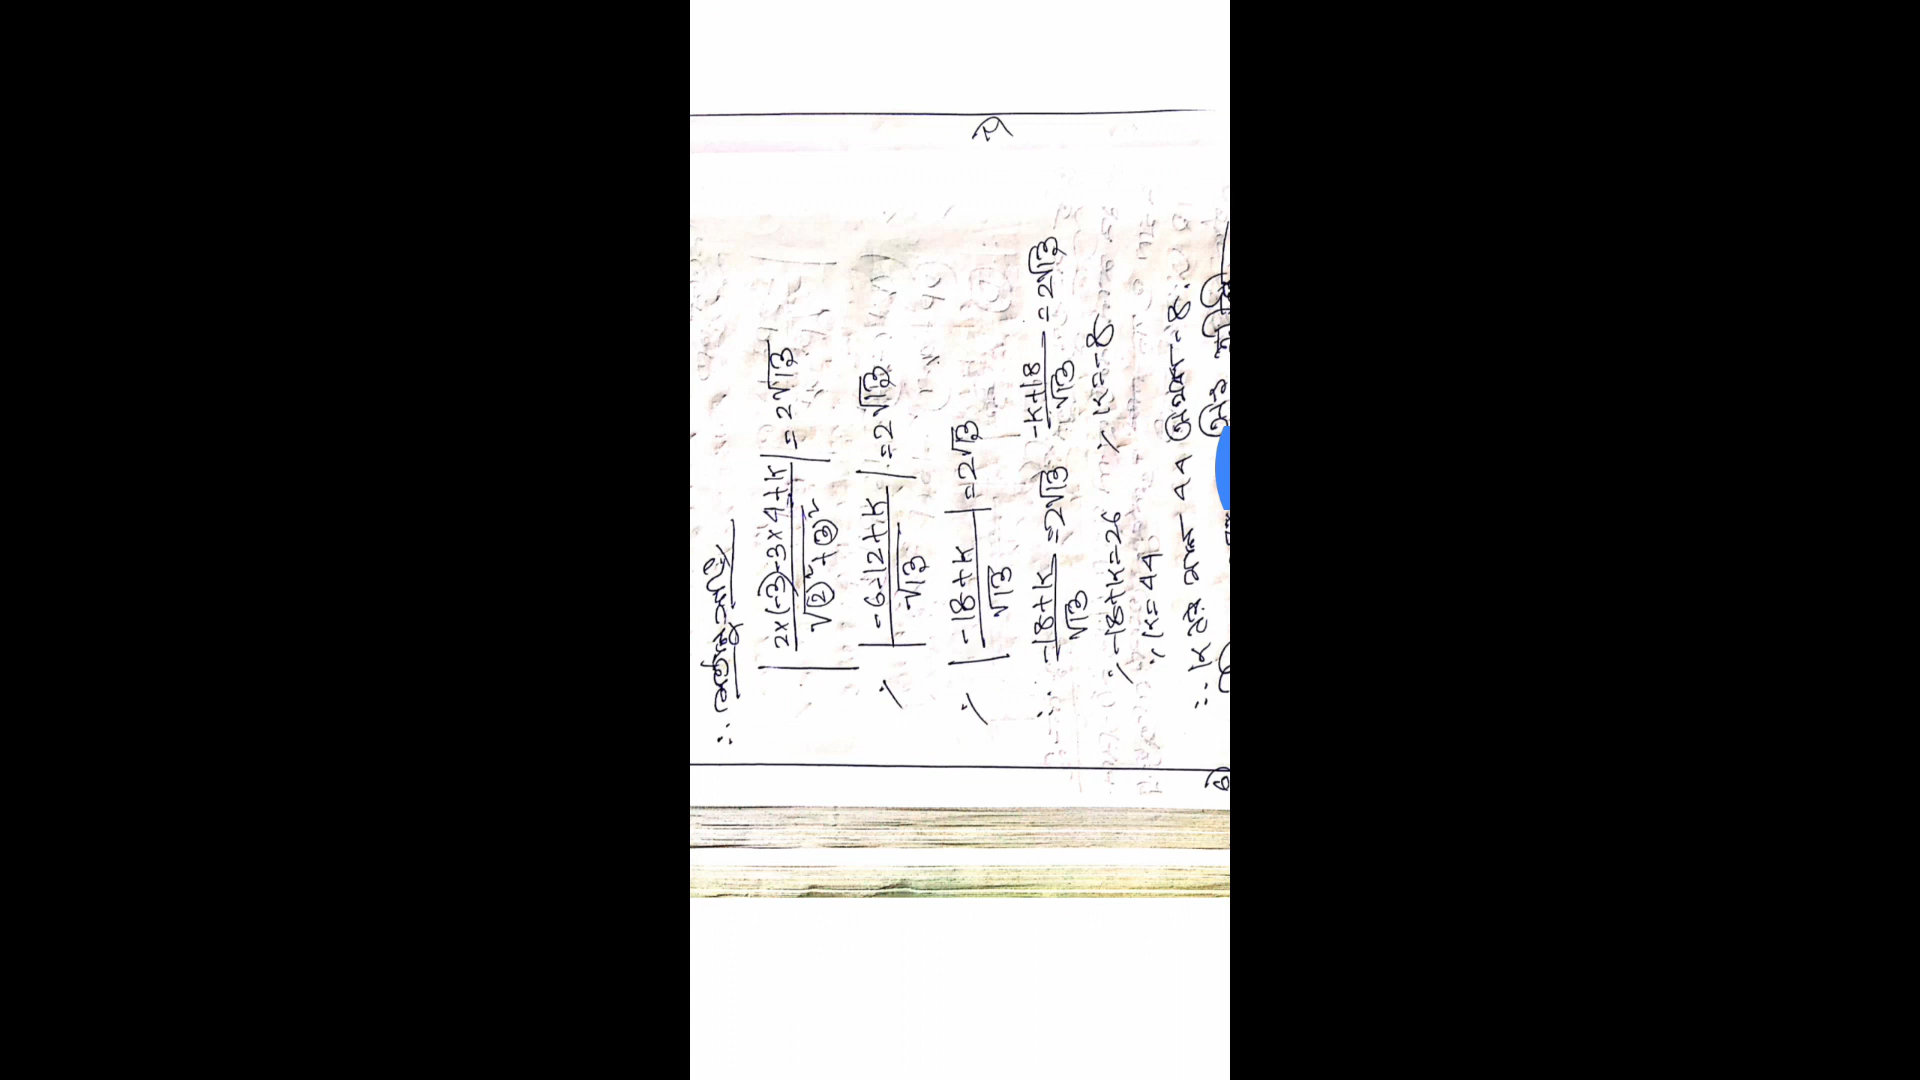 ∴ প্রশ্নানুসারে,
| (2×(-3)-3×4+K) / √((2)²+(3)²) | = 2√13
∴ | (-6-12+K) / √13 | = 2√13
∴ | (-18+K) / √13 | = 2√13
∴ (-18+K) / √13 = 2√13    (-K+18) / √13 = 2√13
∴ -18+K=26    ∴ K=-8
∴ K=44
∴ K এর মান 44 অথবা -8.